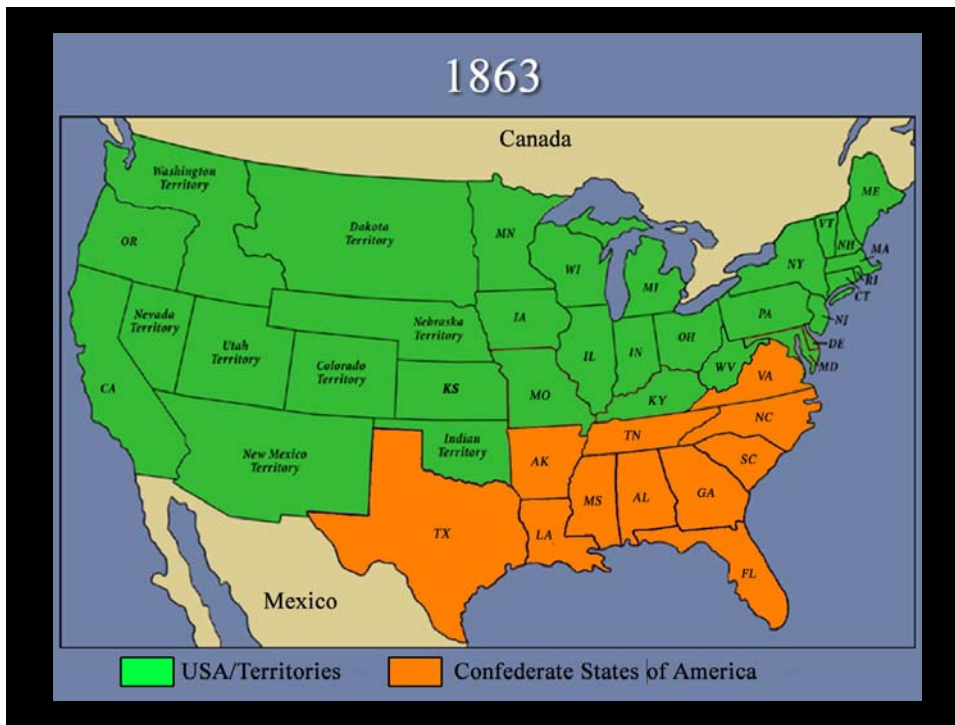 1863
Canada
Washington
Territory
OR
Dakota
Territory
MN
WI
MI
NY
VT
NH
ME
MA
RI
CT
Nevada
Territory
Utah
Territory
Nebraska
Territory
IA
IL
IN
OH
PA
NJ
DE
MD
CA
Colorado
Territory
KS
MO
KY
WV
VA
New Mexico
Territory
Indian
Territory
AK
TN
NC
SC
TX
LA
MS
AL
GA
FL
Mexico
USA/Territories
Confederate States of America